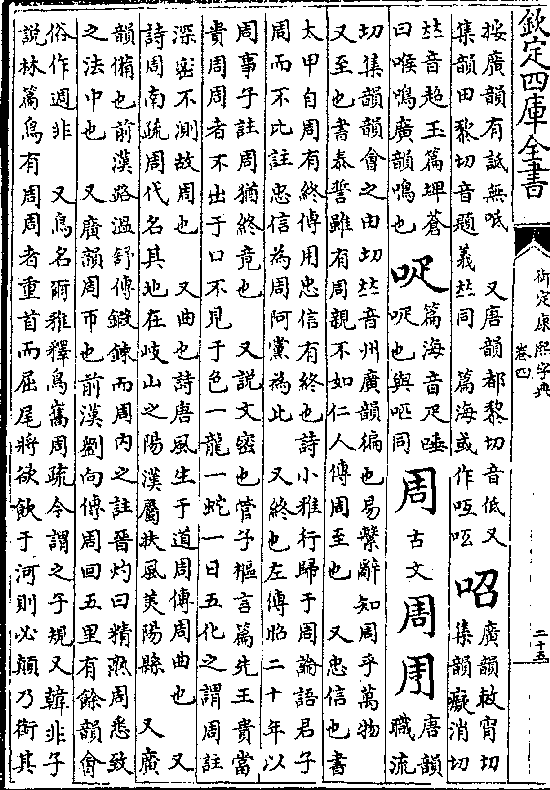 欽定四庫全書
御定康熙字典
卷四
二十五
按廣韻有詆無呧　又唐韻都黎切音低又
集韻田黎切音題義𠀤同　篇海或作
廣韻敕宵切
集韻癡消切
𠀤音超玉篇埤蒼
曰喉鳴廣韻鳴也
篇海音疋唾
也與同
周
古文
唐韻
職流
切集韻韻會之由切𠀤音州廣韻徧也易繫辭知周乎萬物
又至也書泰誓雖有周親不如仁人傳周至也　又忠信也書
太甲自周有終傳用忠信有終也詩小雅行歸于周論語君子
周而不比註忠信為周阿黨為比　又終也左傳昭二十年以
周事子註周猶終竟也　又說文密也管子樞言篇先王貴當
貴周周者不出于口不見于色一龍一蛇一日五化之謂周註
深密不測故周也　又曲也詩唐風生于道周傳周曲也　又
詩周南疏周代名其地在岐山之陽漢屬扶風美陽縣　又廣
韻備也前漢路溫舒傳鍛鍊而周內之註晉灼曰精熟周悉致
之法中也　又廣韻周帀也前漢劉向傳周回五里有餘韻會
俗作週非　又鳥名爾雅釋鳥巂周疏今謂之子規又韓非子
說林篇鳥有周周者重首而屈尾將欲飲于河則必顛乃銜其